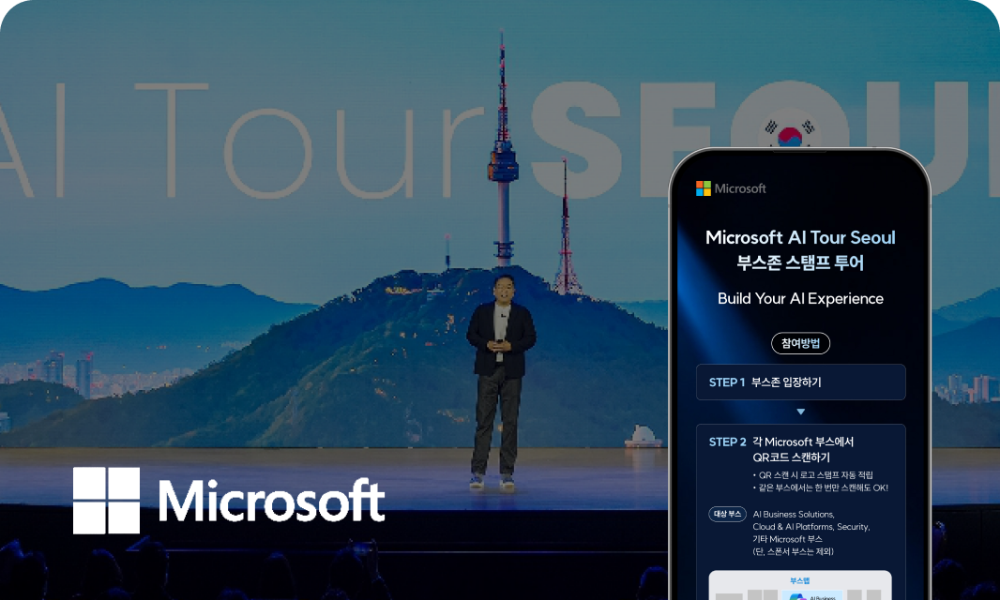 AI Tour SEOUL
Microsoft
Microsoft AI Tour Seoul
부스존 스탬프 투어
Build Your AI Experience
참여방법
STEP 1 부스존 입장하기
STEP 2 각 Microsoft 부스에서
QR코드 스캔하기
• QR 스캔 시 로고 스탬프 자동 적립
• 같은 부스에서는 한 번만 스캔해도 OK!
대상 부스 AI Business Solutions,
Cloud & AI Platforms, Security,
기타 Microsoft 부스
(단, 스폰서 부스는 제외)
부스맵
AI Business
Microsoft